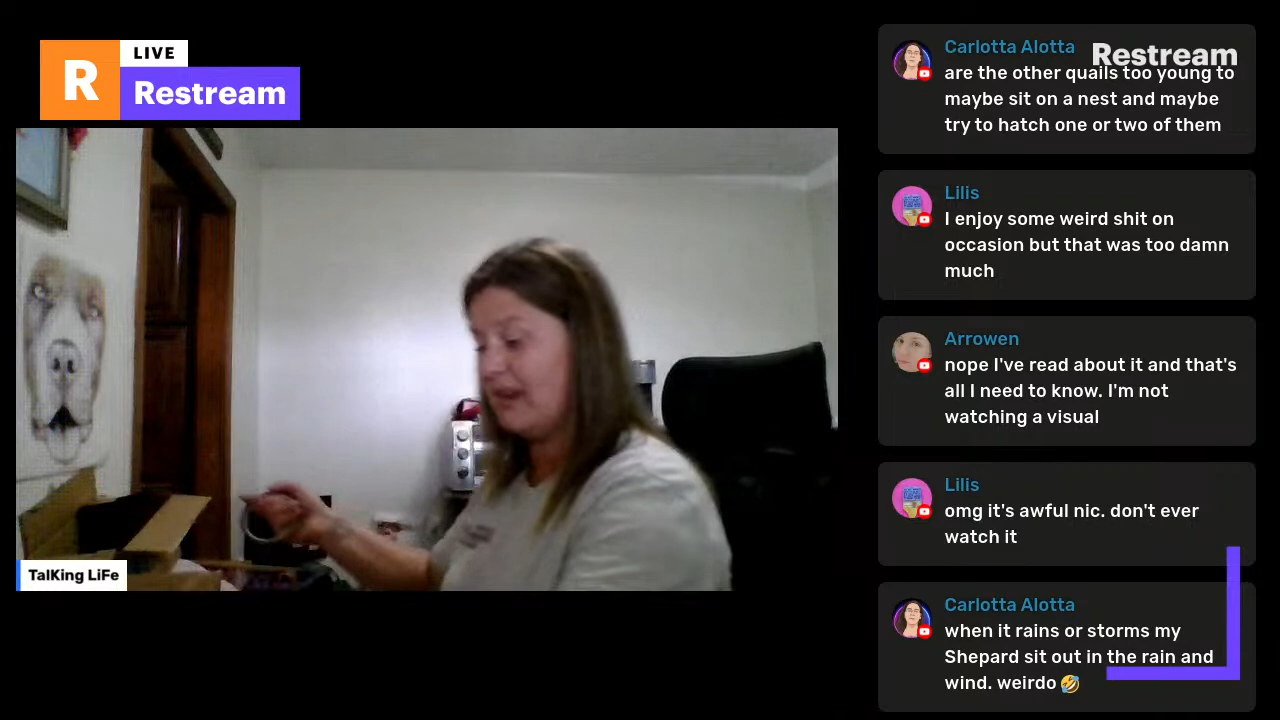 R
LIVE
Restream
TalKing LiFe
Restream
Carlotta Alotta
are the other quails too young to
maybe sit on a nest and maybe
try to hatch one or two of them
Lilis
I enjoy some weird shit on
occasion but that was too damn
much
Arrowen
nope I've read about it and that's
all I need to know. I'm not
watching a visual
Lilis
omg it's awful nic. don't ever
watch it
Carlotta Alotta
when it rains or storms my
Shepard sit out in the rain and
wind. weirdo 🤣